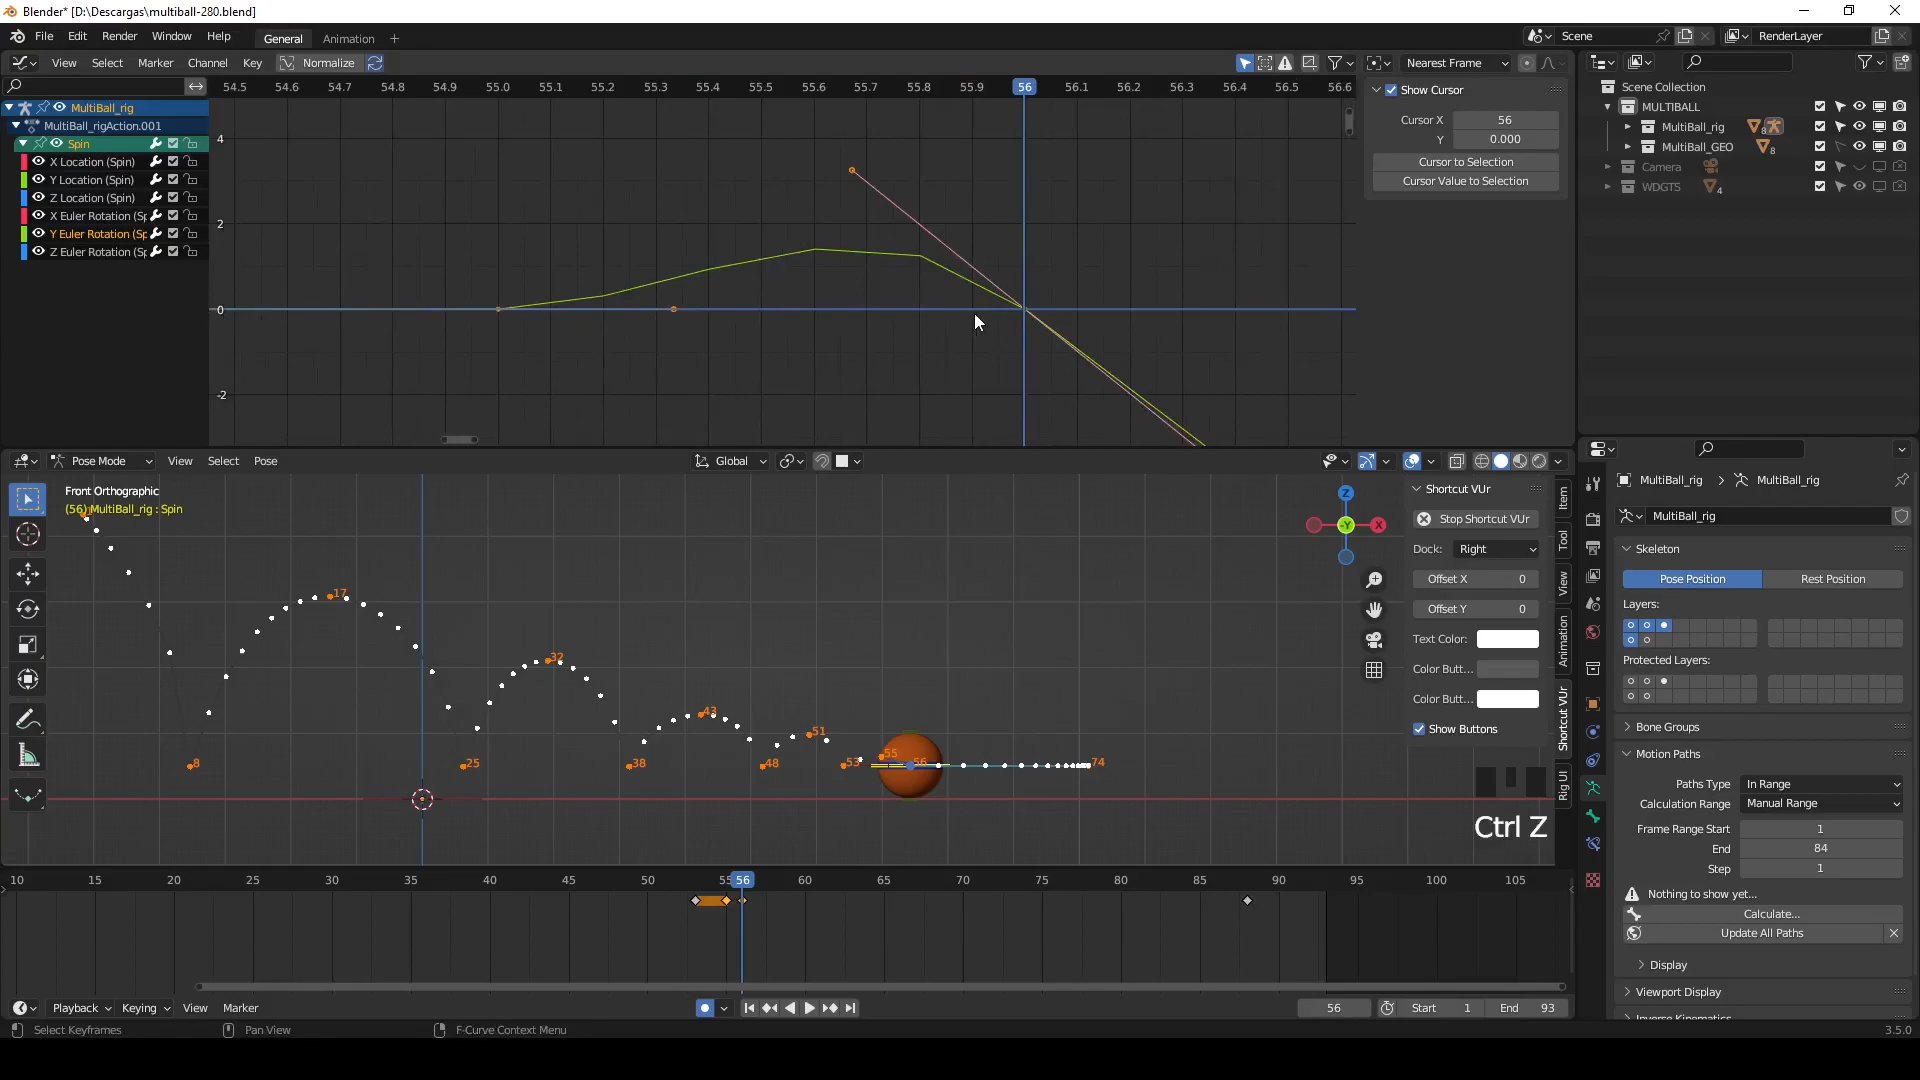 Blender* [D:\Descargas\multiball-280.blend]
File Edit Render Window Help General Animation Scene RenderLayer
View Select Marker Channel Key Normalize Nearest Frame
54.5 54.6 54.7 54.8 54.9 55.0 55.1 55.2 55.3 55.4 55.5 55.6 55.7 55.8 55.9 56 56.1 56.2 56.3 56.4 56.5 56.6
MultiBall_rig
MultiBall_rigAction.001
Spin
X Location (Spin)
Y Location (Spin)
Z Location (Spin)
X Euler Rotation (Sp
Y Euler Rotation (Sp
Z Euler Rotation (Sp
4
2
0
-2
Show Cursor
Cursor X 56
Y 0.000
Cursor to Selection
Cursor Value to Selection
Scene Collection
MULTIBALL
MultiBall_rig 8
MultiBall_GEO 8
Camera
WDGTS 4
Pose Mode View Select Pose Global
Front Orthographic
(56) MultiBall_rig : Spin
17
32
43
51
8
25
38
48
53
55
56
74
Z
-Y
X
Shortcut VUr
Stop Shortcut VUr
Dock: Right
Offset X 0
Offset Y 0
Text Color:
Color Butt...
Color Butt...
Show Buttons
Item
Tool
View
Animation
Shortcut VUr
Rig UI
Ctrl Z
MultiBall_rig MultiBall_rig
MultiBall_rig
Skeleton
Pose Position Rest Position
Layers:
Protected Layers:
Bone Groups
Motion Paths
Paths Type In Range
Calculation Range Manual Range
Frame Range Start 1
End 84
Step 1
Nothing to show yet...
Calculate...
Update All Paths
Display
Viewport Display
Inverse Kinematics
10 15 20 25 30 35 40 45 50 55 56 60 65 70 75 80 85 90 95 100 105
Playback Keying View Marker 56 Start 1 End 93
Select Keyframes Pan View F-Curve Context Menu 3.5.0